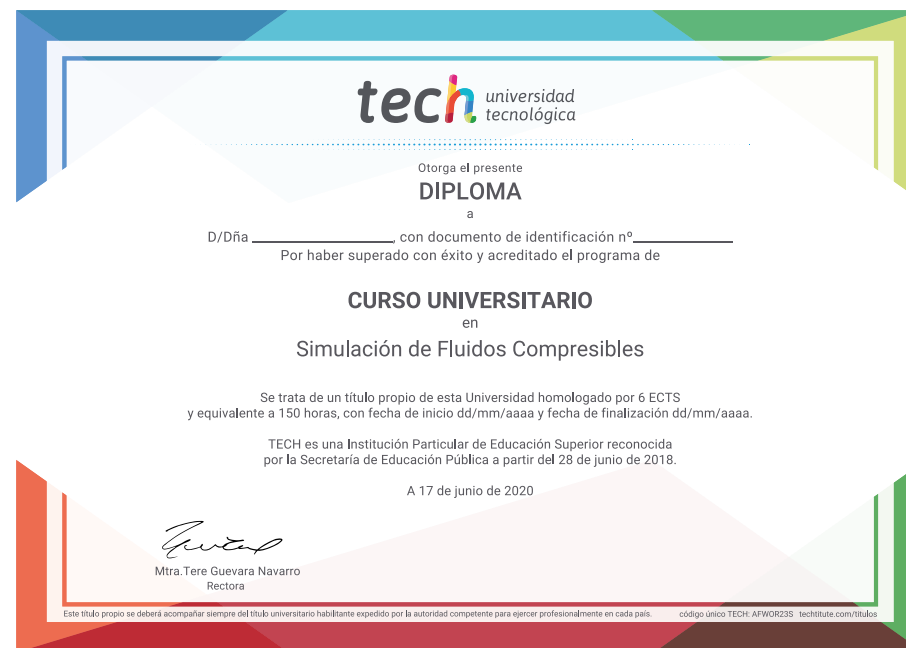 tech universidad
tecnológica
Otorga el presente
DIPLOMA
a
D/Dña ____________________, con documento de identificación nº______________
Por haber superado con éxito y acreditado el programa de
CURSO UNIVERSITARIO
en
Simulación de Fluidos Compresibles
Se trata de un título propio de esta Universidad homologado por 6 ECTS
y equivalente a 150 horas, con fecha de inicio dd/mm/aaaa y fecha de finalización dd/mm/aaaa.
TECH es una Institución Particular de Educación Superior reconocida
por la Secretaría de Educación Pública a partir del 28 de junio de 2018.
A 17 de junio de 2020
Mtra.Tere Guevara Navarro
Rectora
Este título propio se deberá acompañar siempre del título universitario habilitante expedido por la autoridad competente para ejercer profesionalmente en cada país. código único TECH: AFWOR23S techtitute.com/titulos